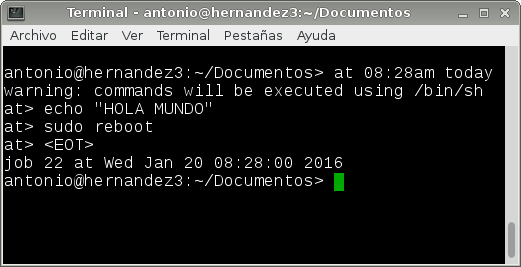 Terminal - antonio@hernandez3:~/Documentos
Archivo Editar Ver Terminal Pestañas Ayuda
antonio@hernandez3:~/Documentos> at 08:28am today
warning: commands will be executed using /bin/sh
at> echo "HOLA MUNDO"
at> sudo reboot
at> <EOT>
job 22 at Wed Jan 20 08:28:00 2016
antonio@hernandez3:~/Documentos>